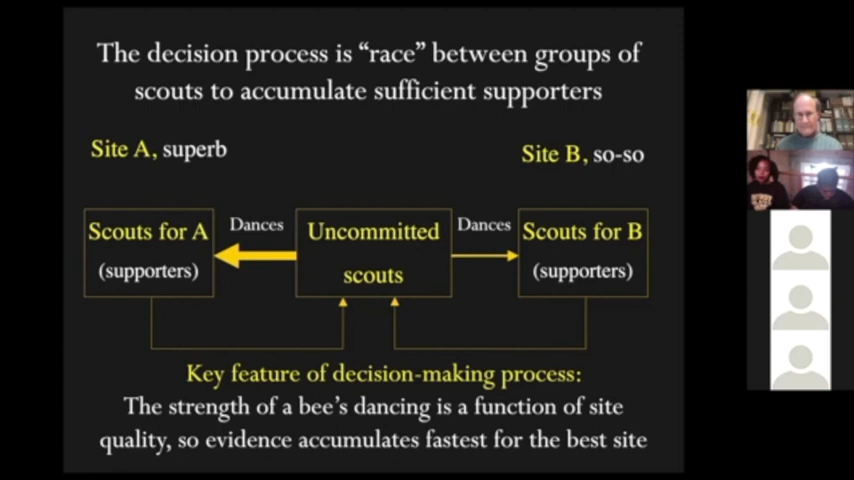 The decision process is “race” between groups of
scouts to accumulate sufficient supporters
Site A, superb
Site B, so-so
Scouts for A
(supporters)
Dances
Uncommitted
scouts
Dances
Scouts for B
(supporters)
Key feature of decision-making process:
The strength of a bee’s dancing is a function of site
quality, so evidence accumulates fastest for the best site